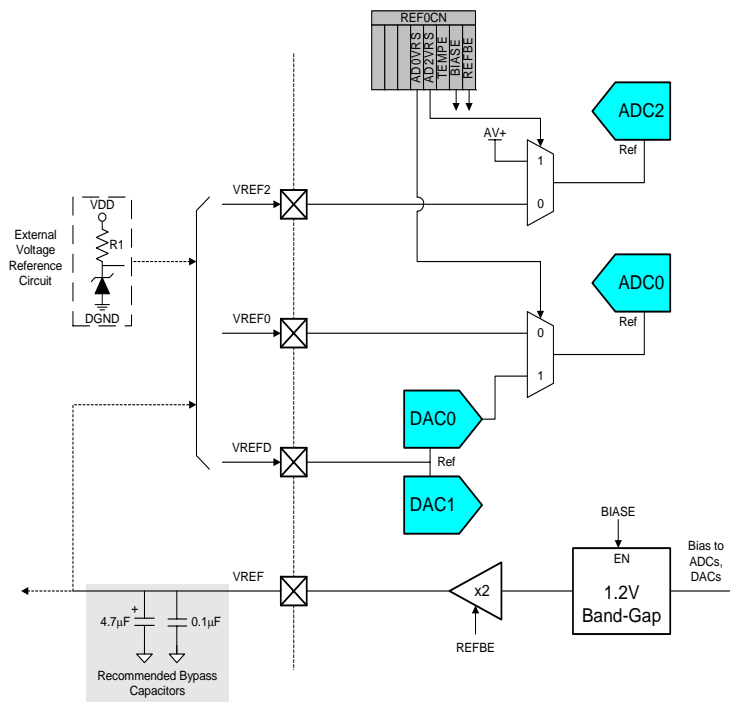 REF0CN
AD0VRS
AD2VRS
TEMPE
BIASE
REFBE
ADC2
Ref
AV+
1
0
VREF2
VDD
R1
DGND
External
Voltage
Reference
Circuit
ADC0
Ref
VREF0
0
1
DAC0
VREFD
Ref
DAC1
BIASE
EN
1.2V
Band-Gap
Bias to
ADCs,
DACs
VREF
x2
REFBE
+
4.7µF
0.1µF
Recommended Bypass
Capacitors